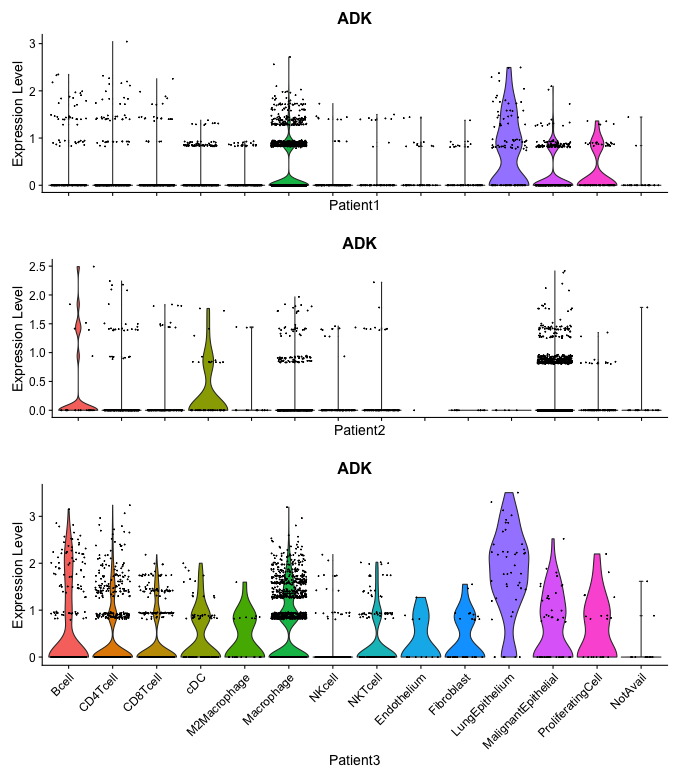 ADK
Expression Level
3
2
1
0
Patient1
ADK
Expression Level
2.5
2.0
1.5
1.0
0.5
0.0
Patient2
ADK
Expression Level
3
2
1
0
Bcell
CD4Tcell
CD8Tcell
cDC
M2Macrophage
Macrophage
NKcell
NKTcell
Endothelium
Fibroblast
LungEpithelium
MalignantEpithelial
ProliferatingCell
NotAvail
Patient3